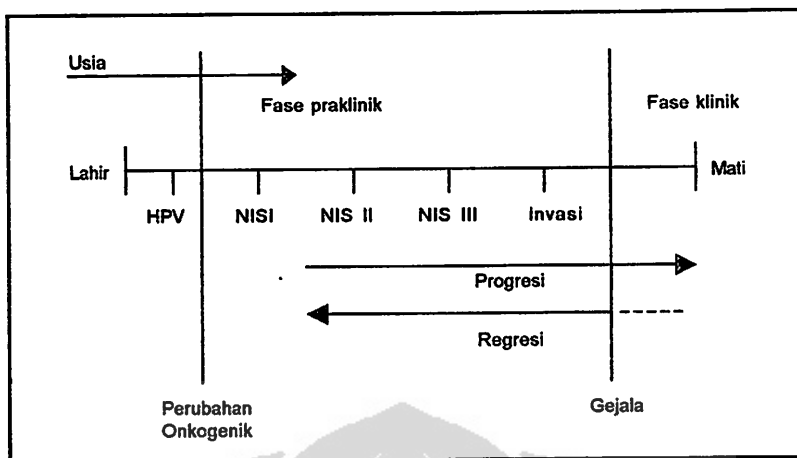 Usia
Fase praklinik
Fase klinik
Lahir
Mati
HPV
NISI
NIS II
NIS III
Invasi
Progresi
Regresi
Perubahan
Onkogenik
Gejala